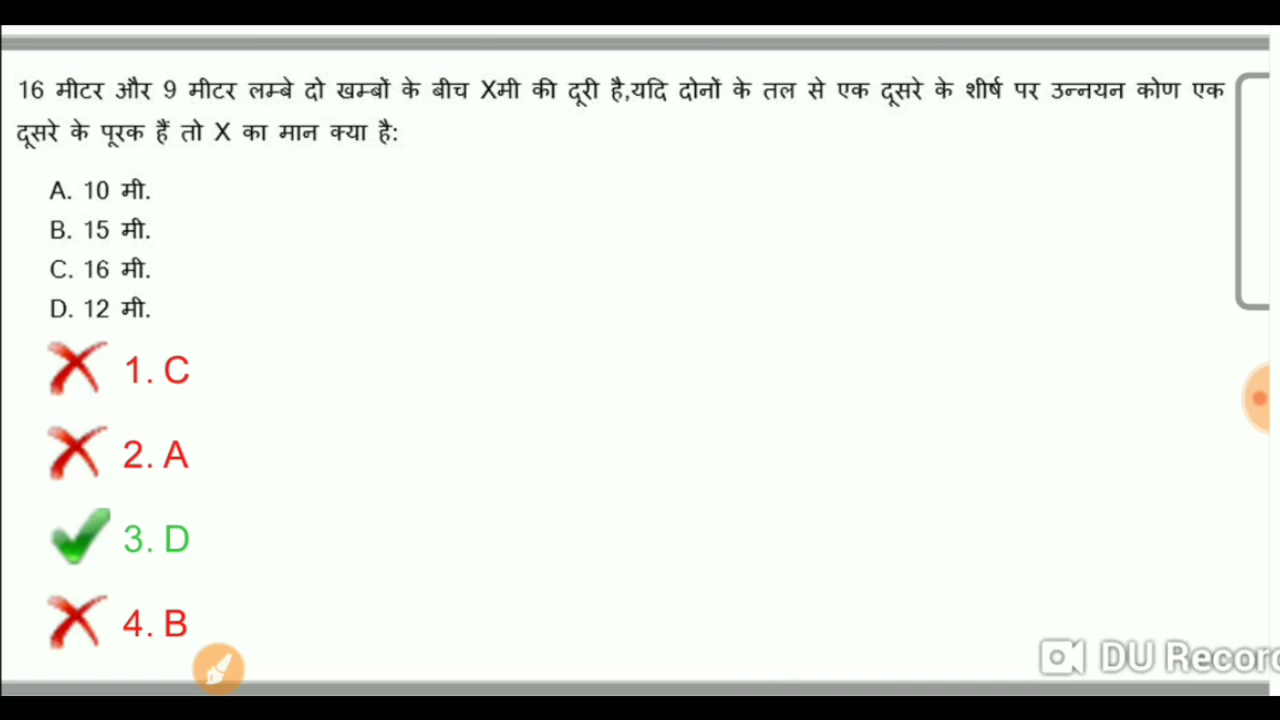 16 मीटर और 9 मीटर लम्बे दो खम्बों के बीच Xमी की दूरी है,यदि दोनों के तल से एक दूसरे के शीर्ष पर उन्नयन कोण एक
दूसरे के पूरक हैं तो X का मान क्या है:
A. 10 मी.
B. 15 मी.
C. 16 मी.
D. 12 मी.
1. C
2. A
3. D
4. B
DU Recor